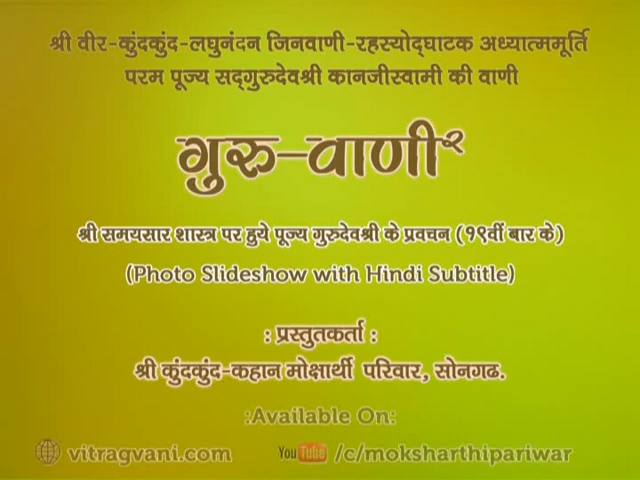 श्री वीर-कुंदकुंद-लघुनंदन जिनवाणी-रहस्योद्घाटक अध्यात्ममूर्ति
परम पूज्य सद्गुरुदेवश्री कानजीस्वामी की वाणी
गुरु-वाणी२
श्री समयसार शास्त्र पर हुये पूज्य गुरुदेवश्री के प्रवचन (१९वीं बार के)
(Photo Slideshow with Hindi Subtitle)
: प्रस्तुतकर्ता :
श्री कुंदकुंद-कहान मोक्षार्थी परिवार, सोनगढ.
:Available On:
vitragvani.com YouTube /c/moksharthipariwar